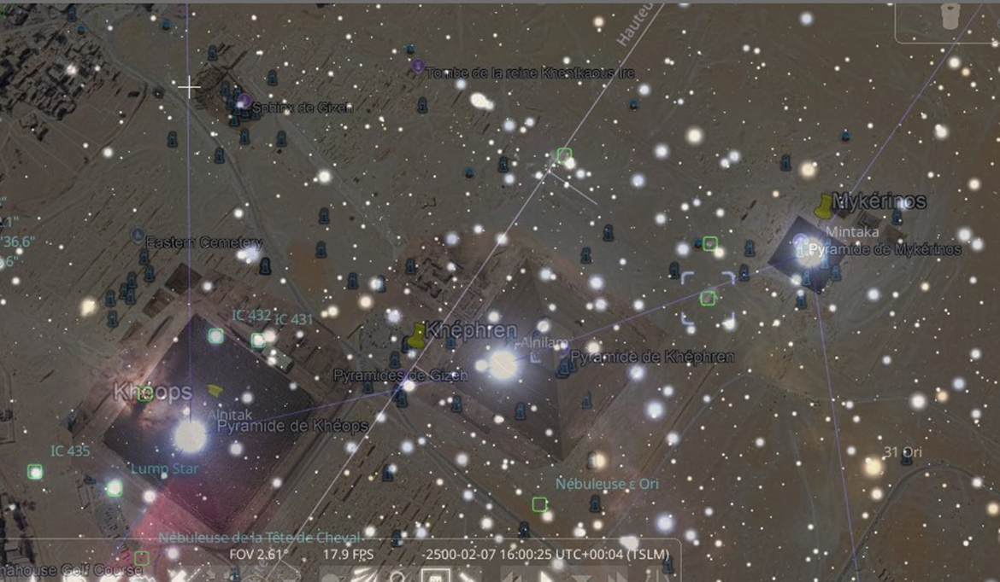 Hauteu
Tombe de la reine Khentkaous Ire
Sphinx de Gizeh
Mykérinos
1"
'36.6"
6"
Mintaka
Eastern Cemetery
Pyramide de Mykérinos
IC 432
IC 431
Khéphren
Alnilam
Pyramide de Khéphren
Pyramides de Gizeh
Khéops
Alnitak
Pyramide de Khéops
IC 435
31 Ori
Lump Star
Nébuleuse ε Ori
Nébuleuse de la Tête de Cheval
FOV 2.61°
17.9 FPS
-2500-02-07 16:00:25 UTC+00:04 (TSLM)
nahouse Golf Course